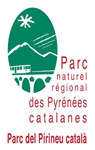 Parc
naturel
régional
des Pyrénées
catalanes
Parc del Pirineu català